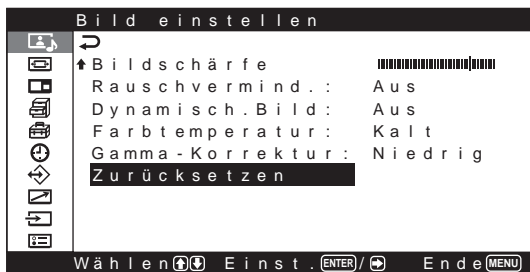 Bild einstellen
Bildschärfe
Rauschvermind.: Aus
Dynamisch.Bild: Aus
Farbtemperatur: Kalt
Gamma-Korrektur: Niedrig
Zurücksetzen
Wählen Einst. ENTER / Ende MENU